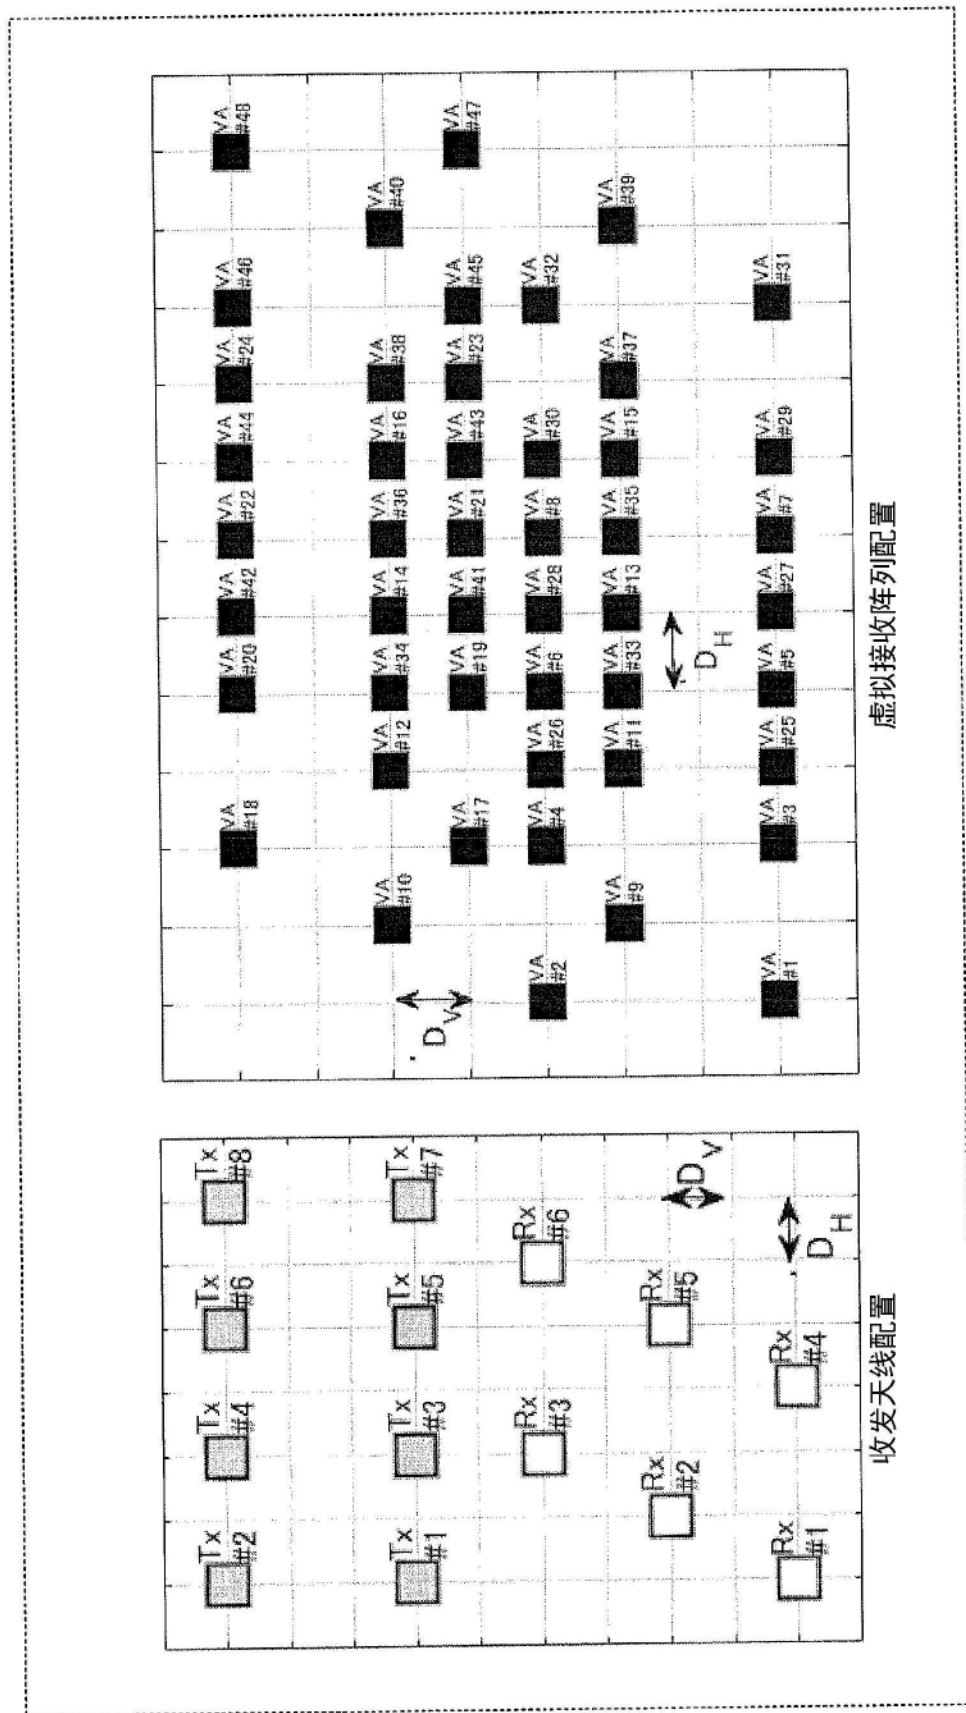 Tx
#2
Tx
#4
Tx
#6
Tx
#8
Tx
#1
Tx
#3
Tx
#5
Tx
#7
Rx
#3
Rx
#6
Rx
#2
Rx
#5
DV
Rx
#1
Rx
#4
DH
收发天线配置
VA
#18
VA
#20
VA
#42
VA
#22
VA
#44
VA
#24
VA
#46
VA
#48
VA
#10
VA
#12
VA
#34
VA
#14
VA
#36
VA
#16
VA
#38
VA
#40
DV
VA
#17
VA
#19
VA
#41
VA
#21
VA
#43
VA
#23
VA
#45
VA
#47
VA
#2
VA
#4
VA
#26
VA
#6
VA
#28
VA
#8
VA
#30
VA
#32
VA
#9
VA
#11
VA
#33
VA
#13
VA
#35
VA
#15
VA
#37
VA
#39
DH
VA
#1
VA
#3
VA
#25
VA
#5
VA
#27
VA
#7
VA
#29
VA
#31
虚拟接收阵列配置